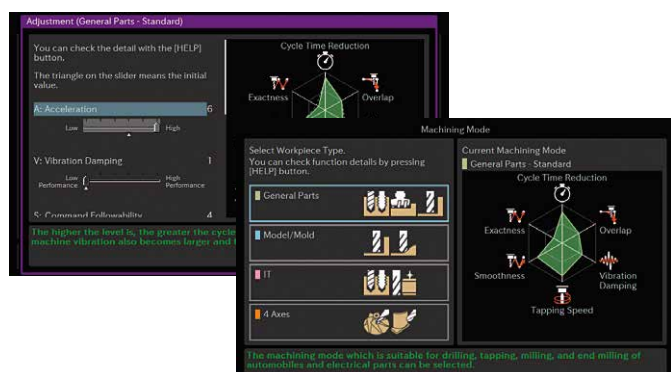 Adjustment (General Parts - Standard)
You can check the detail with the [HELP]
button.
The triangle on the slider means the initial
value.
A: Acceleration 6
Low High
V: Vibration Damping 1
Low High
Performance Performance
S: Command Followability 4
The higher the level is, the greater the cycle
machine vibration also becomes larger and
Cycle Time Reduction
Exactness Overlap
Machining Mode
Select Workpiece Type.
You can check function details by pressing
[HELP] button.
General Parts
Model/Mold
IT
4 Axes
Current Machining Mode
General Parts - Standard
Cycle Time Reduction
Exactness Overlap
Smoothness Vibration
Damping
Tapping Speed
The machining mode which is suitable for drilling, tapping, milling, and end milling of
automobiles and electrical parts can be selected.